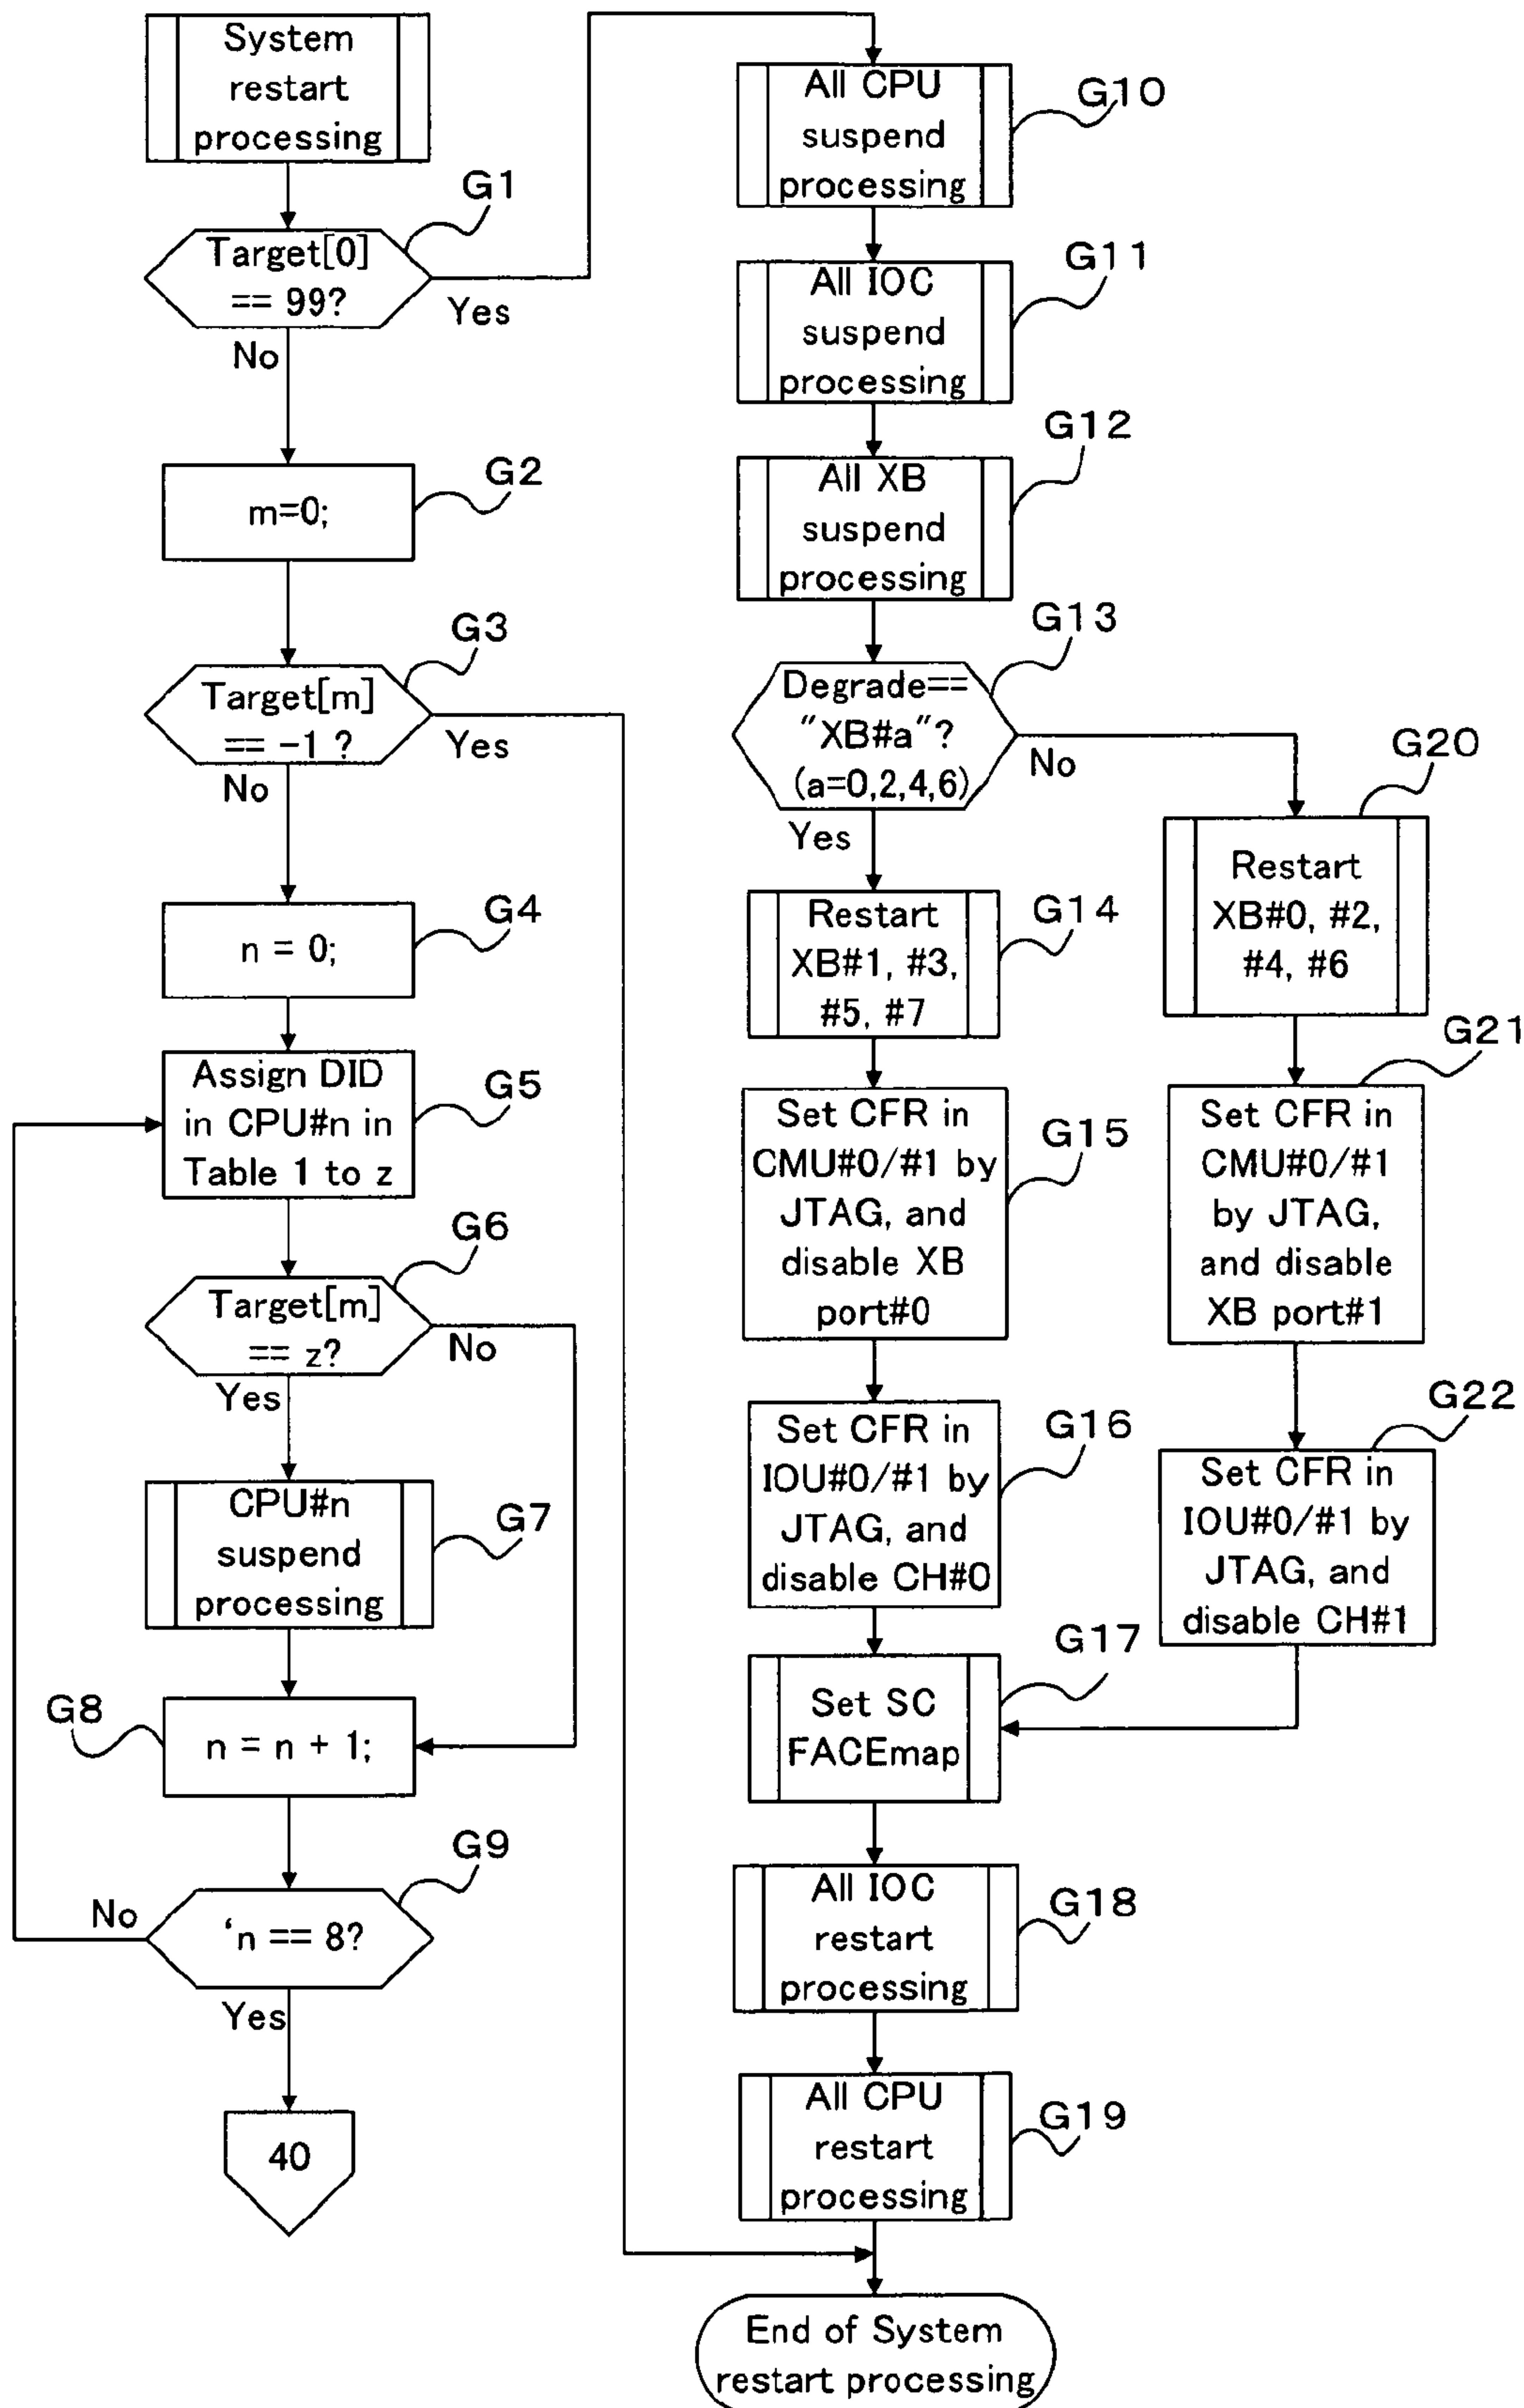 System
restart
processing
G1
Target[0]
== 99?
Yes
No
G2
m=0;
G3
Target[m]
== -1 ?
Yes
No
G4
n = 0;
Assign DID
in CPU#n in
Table 1 to z
G5
G6
Target[m]
== z?
No
Yes
CPU#n
suspend
processing
G7
G8
n = n + 1;
G9
‘n == 8?
No
Yes
40
All CPU
suspend
processing
G10
All IOC
suspend
processing
G11
All XB
suspend
processing
G12
G13
Degrade==
"XB#a"?
(a=0,2,4,6)
No
Yes
Restart
XB#1, #3,
#5, #7
G14
Set CFR in
CMU#0/#1 by
JTAG, and
disable XB
port#0
G15
Set CFR in
IOU#0/#1 by
JTAG, and
disable CH#0
G16
G17
Set SC
FACEmap
All IOC
restart
processing
G18
All CPU
restart
processing
G19
End of System
restart processing
G20
Restart
XB#0, #2,
#4, #6
G21
Set CFR in
CMU#0/#1
by JTAG,
and disable
XB port#1
G22
Set CFR in
IOU#0/#1 by
JTAG, and
disable CH#1